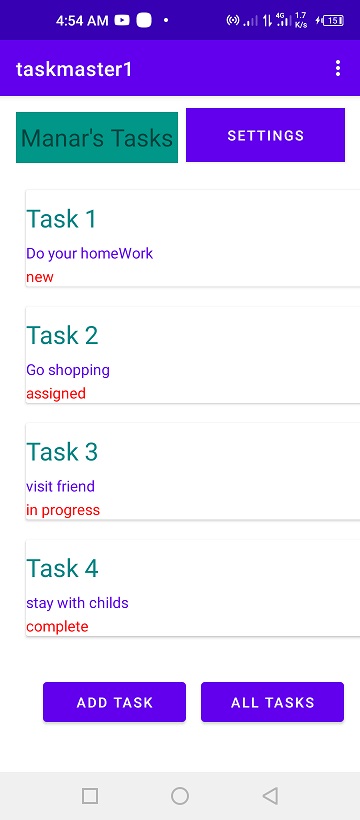 4:54 AM 4G 1.7 K/s 15
taskmaster1
Manar's Tasks SETTINGS
Task 1
Do your homeWork
new
Task 2
Go shopping
assigned
Task 3
visit friend
in progress
Task 4
stay with childs
complete
ADD TASK ALL TASKS